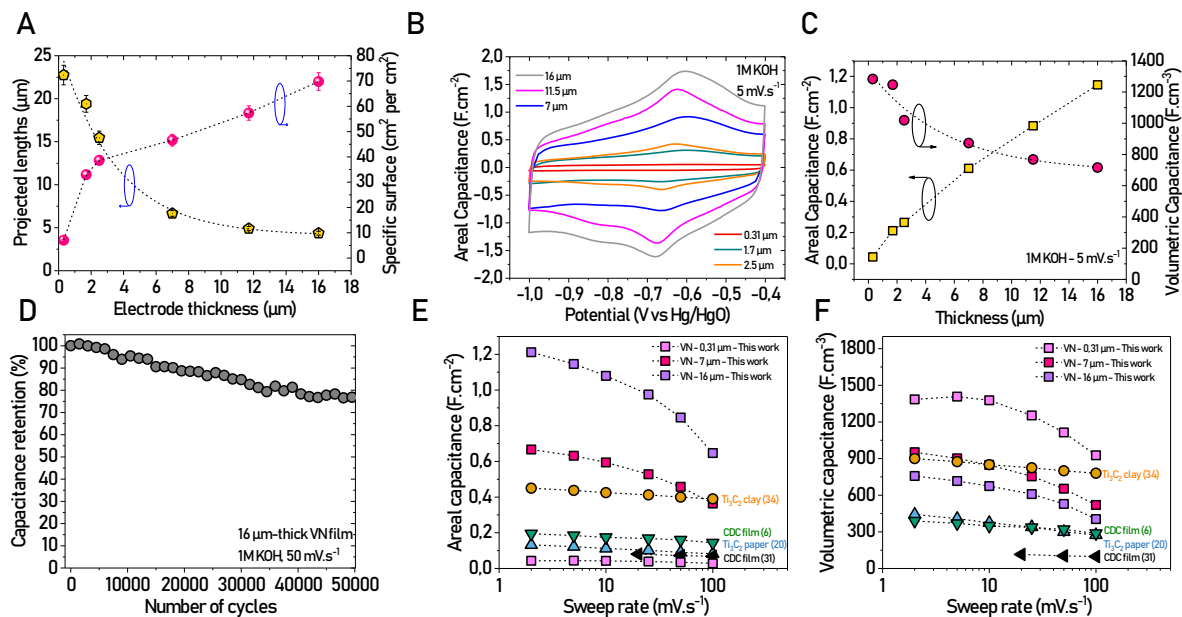 A
Projected lengths (µm)
25
20
15
10
5
0
0 2 4 6 8 10 12 14 16 18
Electrode thickness (µm)
80
70
60
50
40
30
20
10
0
Specific surface (cm² per cm²)
B
Areal Capacitance (F.cm⁻²)
2,0
1,5
1,0
0,5
0,0
−0,5
−1,0
−1,5
−2,0
16 µm
11.5 µm
7 µm
1M KOH
5 mV.s⁻¹
0.31 µm
1.7 µm
2.5 µm
−1,0 −0,9 −0,8 −0,7 −0,6 −0,5 −0,4
Potential (V vs Hg/HgO)
C
Areal Capacitance (F.cm⁻²)
1,2
1,0
0,8
0,6
0,4
0,2
0,0
1M KOH – 5 mV.s⁻¹
0 2 4 6 8 10 12 14 16 18
Thickness (µm)
1400
1200
1000
800
600
400
200
0
Volumetric Capacitance (F.cm⁻³)
D
Capacitance retention (%)
100
90
80
70
60
50
40
30
20
10
0
16 µm-thick VN film
1M KOH, 50 mV.s⁻¹
0 10000 20000 30000 40000 50000
Number of cycles
E
Areal capacitance (F.cm⁻²)
1,2
1,0
0,8
0,6
0,4
0,2
0,0
VN – 0,31 µm – This work
VN – 7 µm – This work
VN – 16 µm – This work
Ti₃C₂ clay (34)
CDC film (6)
Ti₃C₂ paper (20)
CDC film (31)
1 10 100
Sweep rate (mV.s⁻¹)
F
Volumetric capacitance (F.cm⁻³)
1800
1500
1200
900
600
300
0
VN – 0,31 µm – This work
VN – 7 µm – This work
VN – 16 µm – This work
Ti₃C₂ clay (34)
CDC film (6)
Ti₃C₂ paper (20)
CDC film (31)
1 10 100
Sweep rate (mV.s⁻¹)